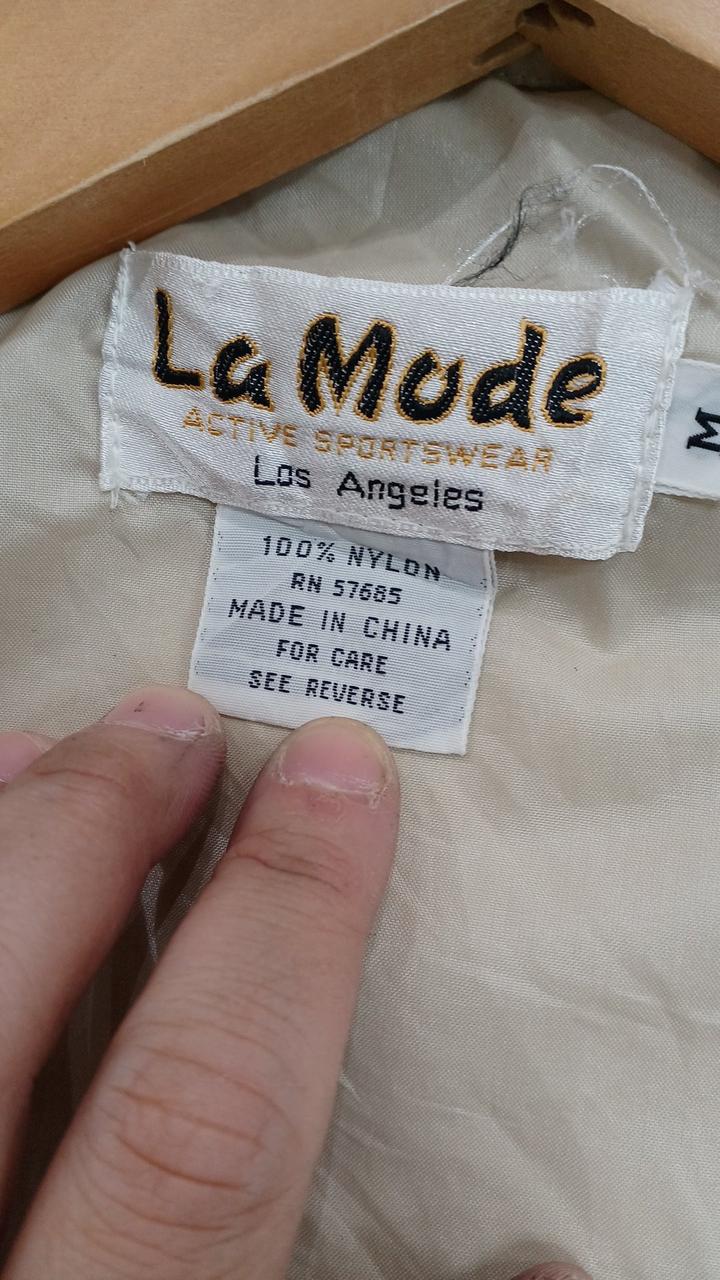 La Mode
ACTIVE SPORTSWEAR
Los Angeles
M
100% NYLON
RN 57685
MADE IN CHINA
FOR CARE
SEE REVERSE